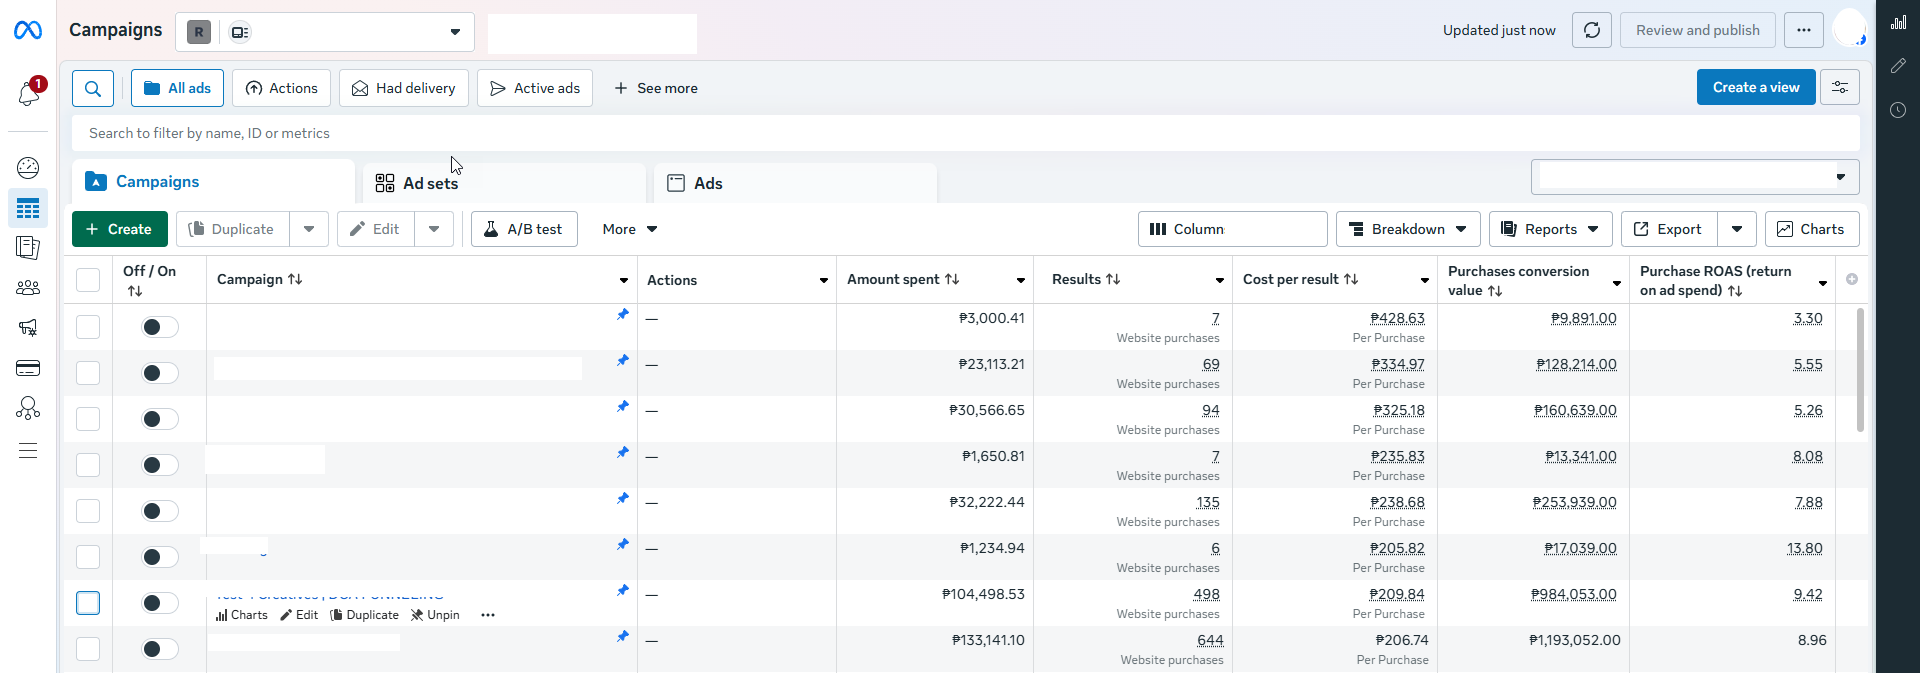 Campaigns
R
Updated just now
Review and publish
1
All ads
Actions
Had delivery
Active ads
+ See more
Create a view
Search to filter by name, ID or metrics
Campaigns
Ad sets
Ads
+ Create
Duplicate
Edit
A/B test
More
Column
Breakdown
Reports
Export
Charts
Off / On
Campaign
Actions
Amount spent
Results
Cost per result
Purchases conversion
value
Purchase ROAS (return
on ad spend)
— ₱3,000.41 7 ₱428.63 ₱9,891.00 3.30
Website purchases Per Purchase
— ₱23,113.21 69 ₱334.97 ₱128,214.00 5.55
Website purchases Per Purchase
— ₱30,566.65 94 ₱325.18 ₱160,639.00 5.26
Website purchases Per Purchase
— ₱1,650.81 7 ₱235.83 ₱13,341.00 8.08
Website purchases Per Purchase
— ₱32,222.44 135 ₱238.68 ₱253,939.00 7.88
Website purchases Per Purchase
— ₱1,234.94 6 ₱205.82 ₱17,039.00 13.80
Website purchases Per Purchase
— ₱104,498.53 498 ₱209.84 ₱984,053.00 9.42
Charts Edit Duplicate Unpin Website purchases Per Purchase
— ₱133,141.10 644 ₱206.74 ₱1,193,052.00 8.96
Website purchases Per Purchase